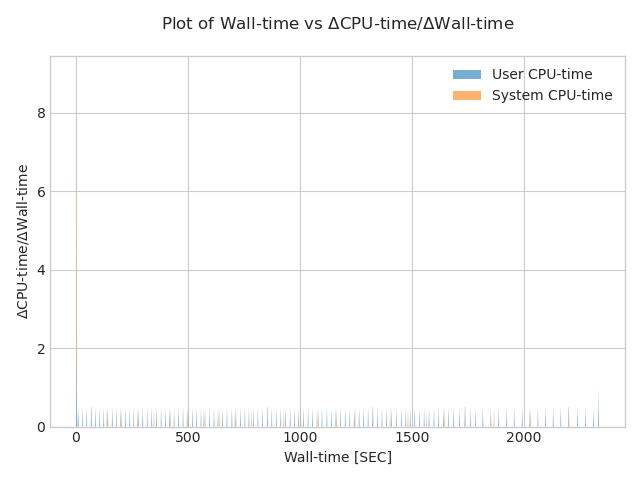 Plot of Wall-time vs ΔCPU-time/ΔWall-time
User CPU-time
System CPU-time
ΔCPU-time/ΔWall-time
8
6
4
2
0
0 500 1000 1500 2000
Wall-time [SEC]